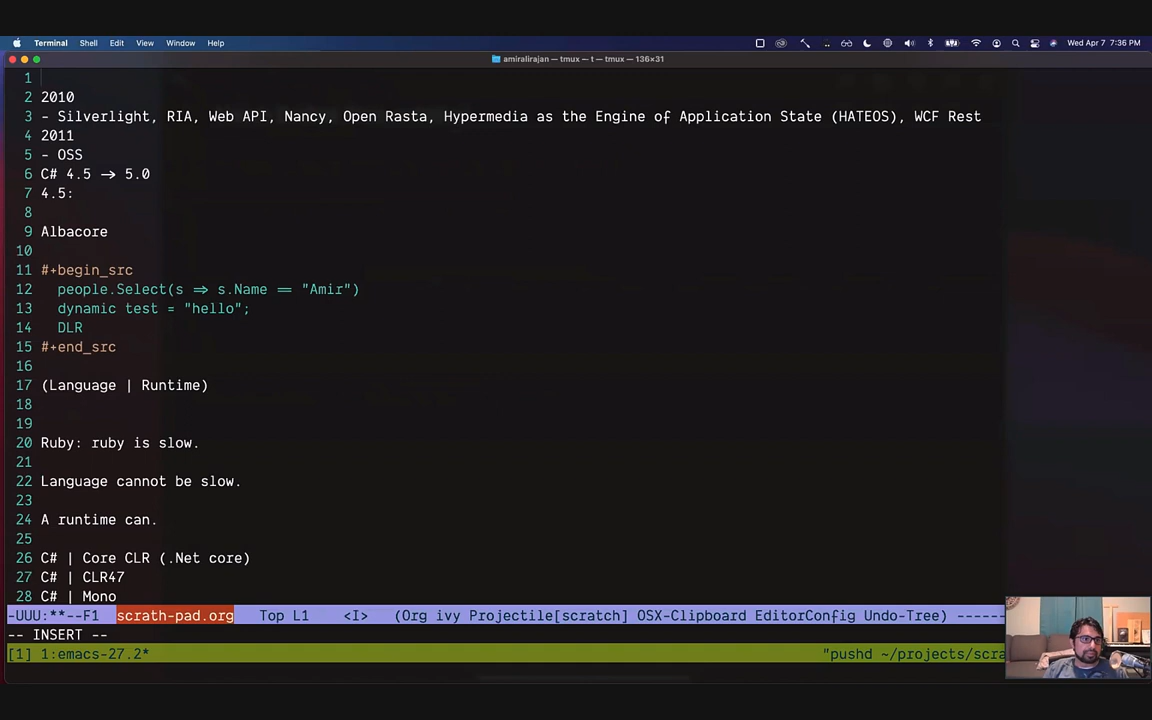 Terminal Shell Edit View Window Help Wed Apr 7 7:36 PM
amiralirajan — tmux — t — tmux — 136×31
1
2 2010
3 - Silverlight, RIA, Web API, Nancy, Open Rasta, Hypermedia as the Engine of Application State (HATEOS), WCF Rest
4 2011
5 - OSS
6 C# 4.5 -> 5.0
7 4.5:
8
9 Albacore
10
11 #+begin_src
12 people.Select(s => s.Name == "Amir")
13 dynamic test = "hello";
14 DLR
15 #+end_src
16
17 (Language | Runtime)
18
19
20 Ruby: ruby is slow.
21
22 Language cannot be slow.
23
24 A runtime can.
25
26 C# | Core CLR (.Net core)
27 C# | CLR47
28 C# | Mono
-UUU:**--F1 scrath-pad.org Top L1 <I> (Org ivy Projectile[scratch] OSX-Clipboard EditorConfig Undo-Tree) ------
-- INSERT --
[1] 1:emacs-27.2* "pushd ~/projects/scra